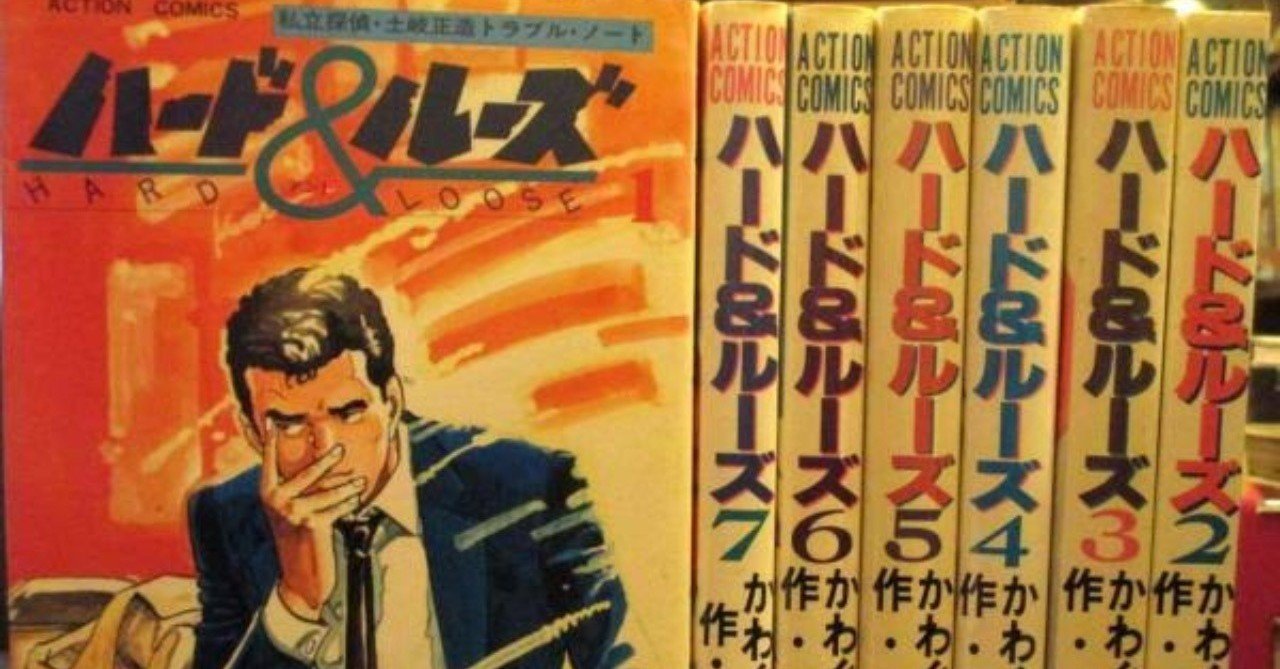 ACTION COMICS
私立探偵・土岐正造トラブル・ノート
ハード&ルーズ
HARD & LOOSE 1
ACTION COMICS
ハード&ルーズ
7
作・
かわ
ACTION COMICS
ハード&ルーズ
6
作・
かわぐ
ACTION COMICS
ハード&ルーズ
5
作・
かわぐ
ACTION COMICS
ハード&ルーズ
4
作・
かわ
ACTION COMICS
ハード&ルーズ
3
作・
かわ
ACTION COMICS
ハード&ルーズ
2
作・
かわ